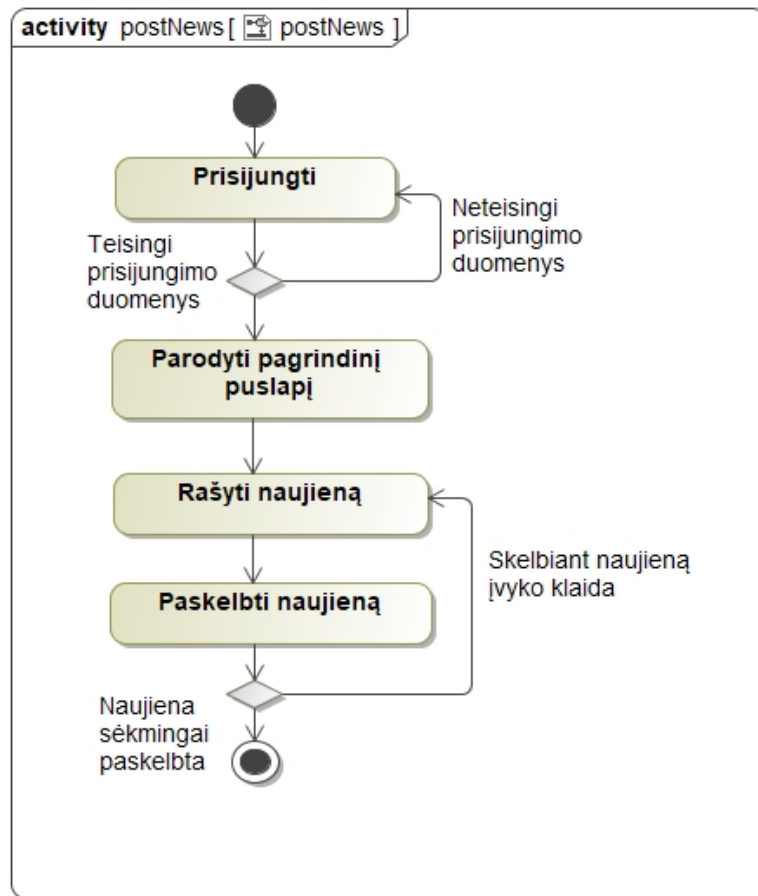 activity postNews [ postNews ]
Prisijungti
Neteisingi
prisijungimo
duomenys
Teisingi
prisijungimo
duomenys
Parodyti pagrindinį
puslapį
Rašyti naujieną
Skelbiant naujieną
įvyko klaida
Paskelbti naujieną
Naujiena
sėkmingai
paskelbta